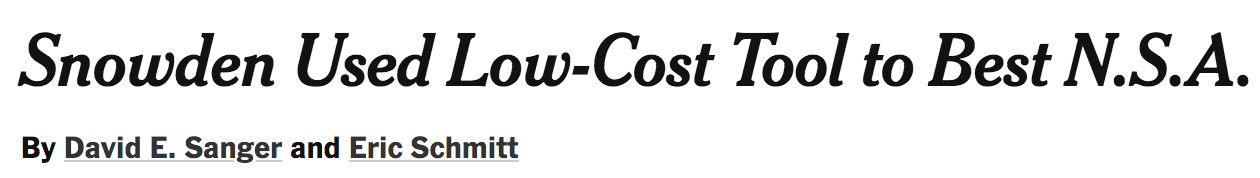 Snowden Used Low-Cost Tool to Best N.S.A.
By David E. Sanger and Eric Schmitt